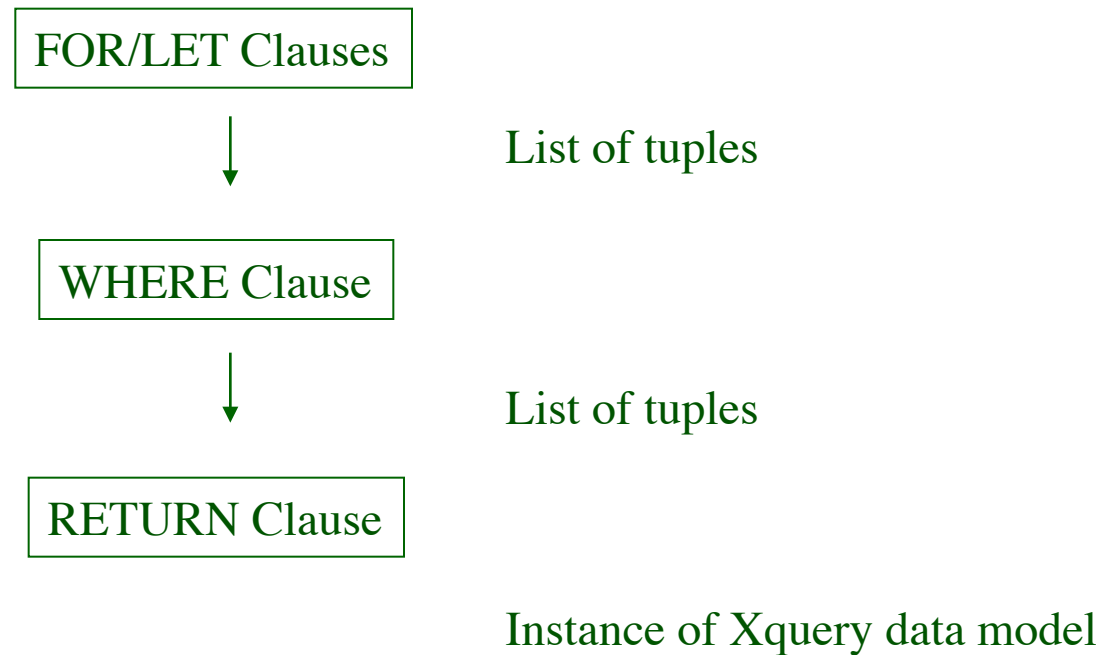 FOR/LET Clauses
List of tuples
WHERE Clause
List of tuples
RETURN Clause
Instance of Xquery data model